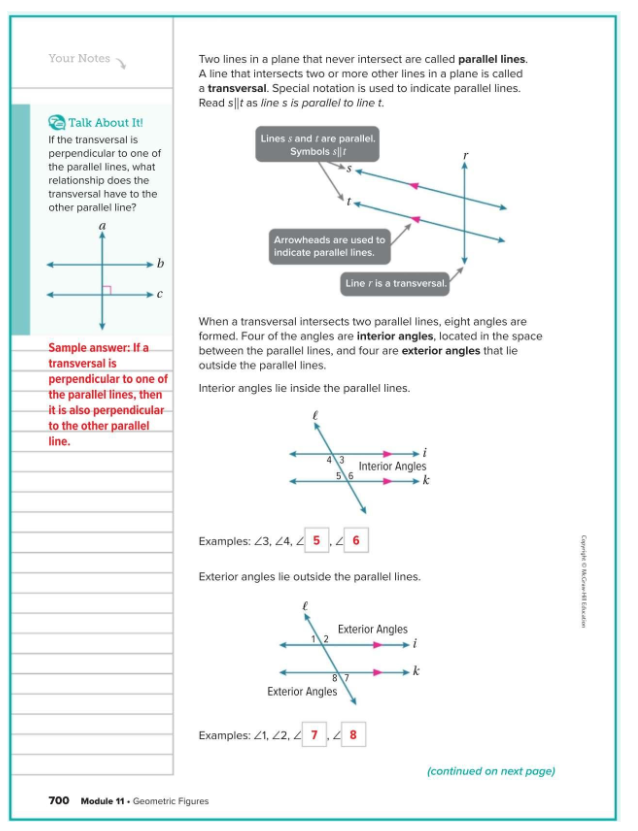 Your Notes
Talk About It!
If the transversal is
perpendicular to one of
the parallel lines, what
relationship does the
transversal have to the
other parallel line?
a
b
c
Sample answer: If a
transversal is
perpendicular to one of
the parallel lines, then
it is also perpendicular
to the other parallel
line.
Two lines in a plane that never intersect are called parallel lines.
A line that intersects two or more other lines in a plane is called
a transversal. Special notation is used to indicate parallel lines.
Read s||t as line s is parallel to line t.
Lines s and t are parallel.
Symbols s||t
r
s
t
Arrowheads are used to
indicate parallel lines.
Line r is a transversal.
When a transversal intersects two parallel lines, eight angles are
formed. Four of the angles are interior angles, located in the space
between the parallel lines, and four are exterior angles that lie
outside the parallel lines.
Interior angles lie inside the parallel lines.
ℓ
i
4 3
Interior Angles
5 6
k
Examples: ∠3, ∠4, ∠ 5 , ∠ 6
Exterior angles lie outside the parallel lines.
ℓ
Exterior Angles
1 2
i
k
8 7
Exterior Angles
Examples: ∠1, ∠2, ∠ 7 , ∠ 8
(continued on next page)
Copyright © McGraw-Hill Education
700 Module 11 • Geometric Figures